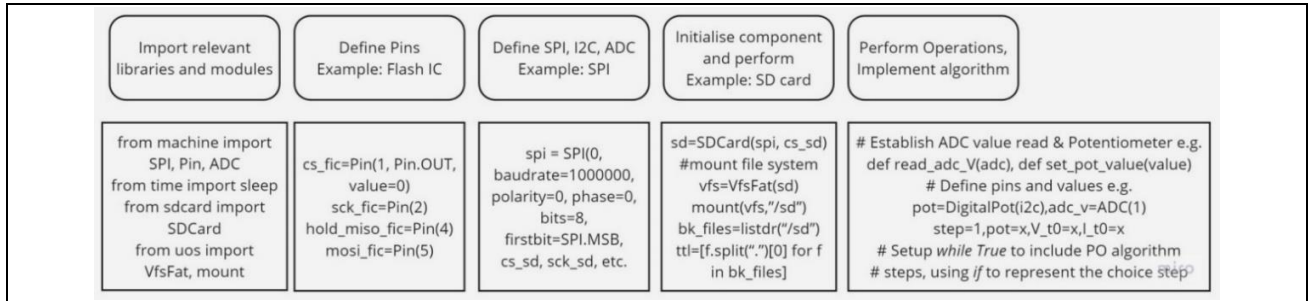 Import relevant
libraries and modules
Define Pins
Example: Flash IC
Define SPI, I2C, ADC
Example: SPI
Initialise component
and perform
Example: SD card
Perform Operations,
Implement algorithm
from machine import
SPI, Pin, ADC
from time import sleep
from sdcard import
SDCard
from uos import
VfsFat, mount
cs_fic=Pin(1, Pin.OUT,
value=0)
sck_fic=Pin(2)
hold_miso_fic=Pin(4)
mosi_fic=Pin(5)
spi = SPI(0,
baudrate=1000000,
polarity=0, phase=0,
bits=8,
firstbit=SPI.MSB,
cs_sd, sck_sd, etc.
sd=SDCard(spi, cs_sd)
#mount file system
vfs=VfsFat(sd)
mount(vfs,"/sd")
bk_files=listdr("/sd")
ttl=[f.split(".")[0] for f
in bk_files]
# Establish ADC value read & Potentiometer e.g.
def read_adc_V(adc), def set_pot_value(value)
# Define pins and values e.g.
pot=DigitalPot(i2c),adc_v=ADC(1)
step=1,pot=x,V_t0=x,I_t0=x
# Setup while True to include PO algorithm
# steps, using if to represent the choice step
miro